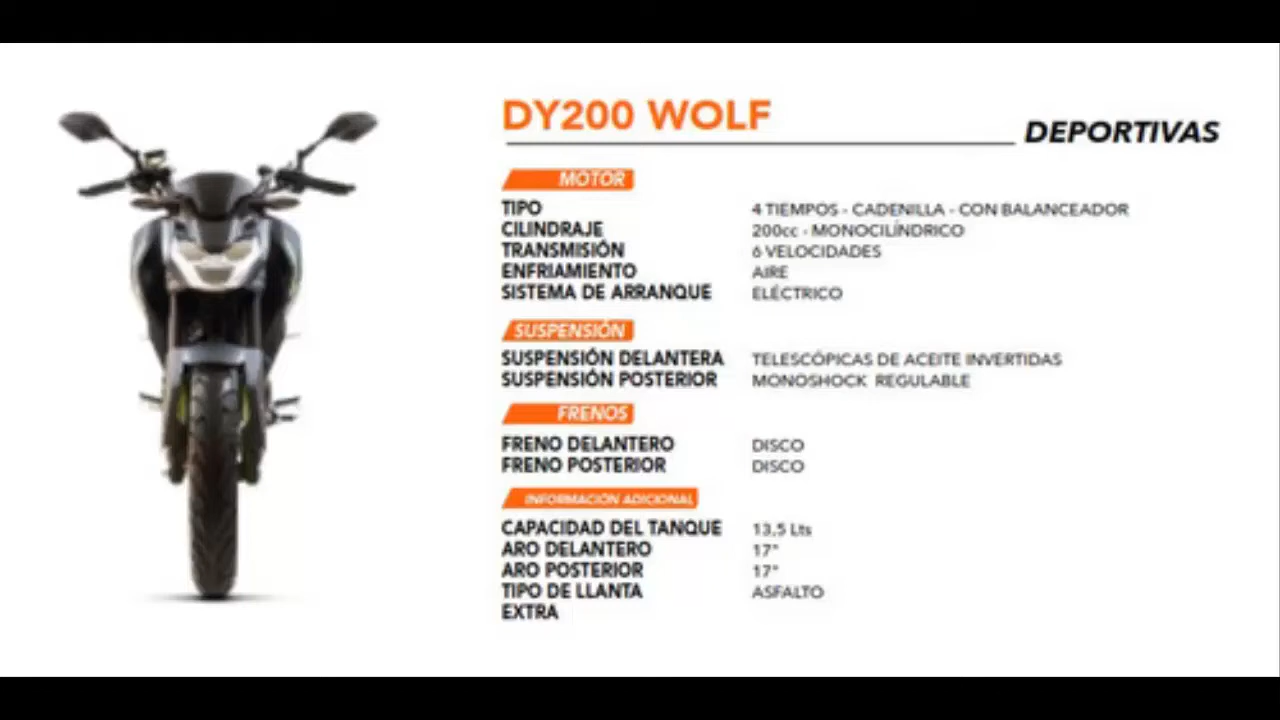 DY200 WOLF
DEPORTIVAS
MOTOR
TIPO 4 TIEMPOS - CADENILLA - CON BALANCEADOR
CILINDRAJE 200cc - MONOCILÍNDRICO
TRANSMISIÓN 6 VELOCIDADES
ENFRIAMIENTO AIRE
SISTEMA DE ARRANQUE ELÉCTRICO
SUSPENSIÓN
SUSPENSIÓN DELANTERA TELESCÓPICAS DE ACEITE INVERTIDAS
SUSPENSIÓN POSTERIOR MONOSHOCK REGULABLE
FRENOS
FRENO DELANTERO DISCO
FRENO POSTERIOR DISCO
INFORMACIÓN ADICIONAL
CAPACIDAD DEL TANQUE 13,5 Lts
ARO DELANTERO 17"
ARO POSTERIOR 17"
TIPO DE LLANTA ASFALTO
EXTRA